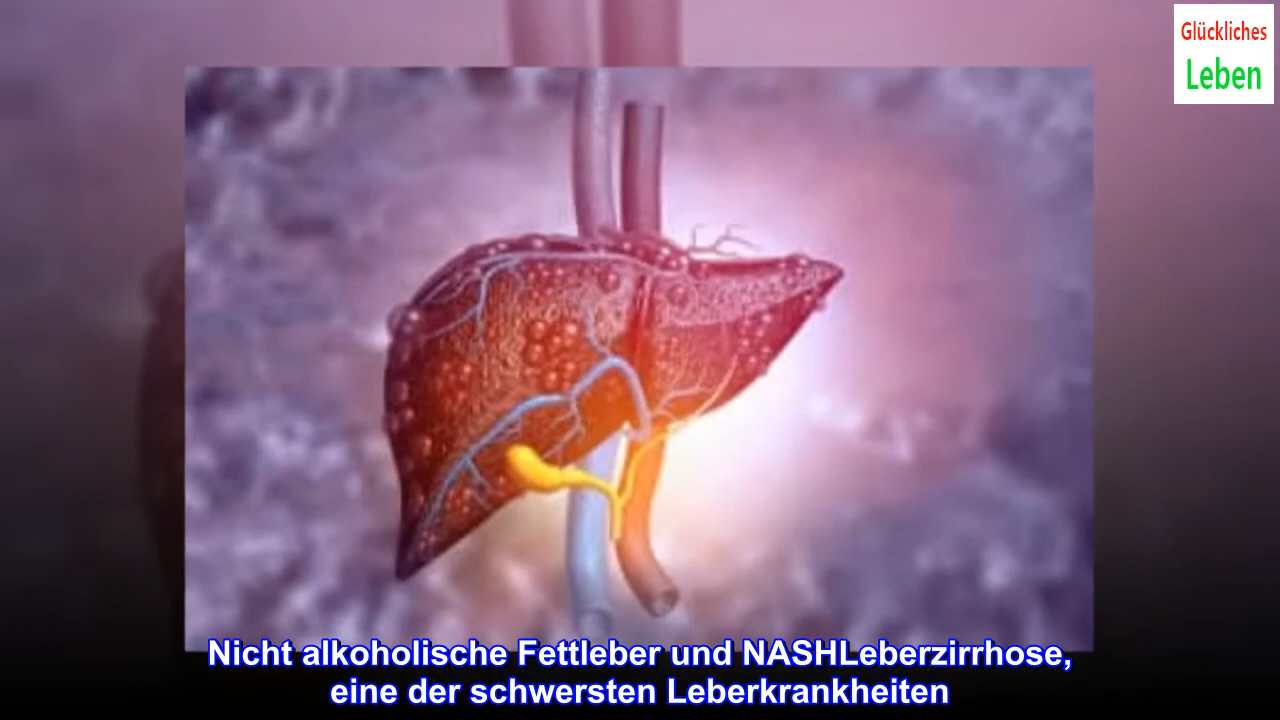 Glückliches
Leben
Nicht alkoholische Fettleber und NASHLeberzirrhose,
eine der schwersten Leberkrankheiten